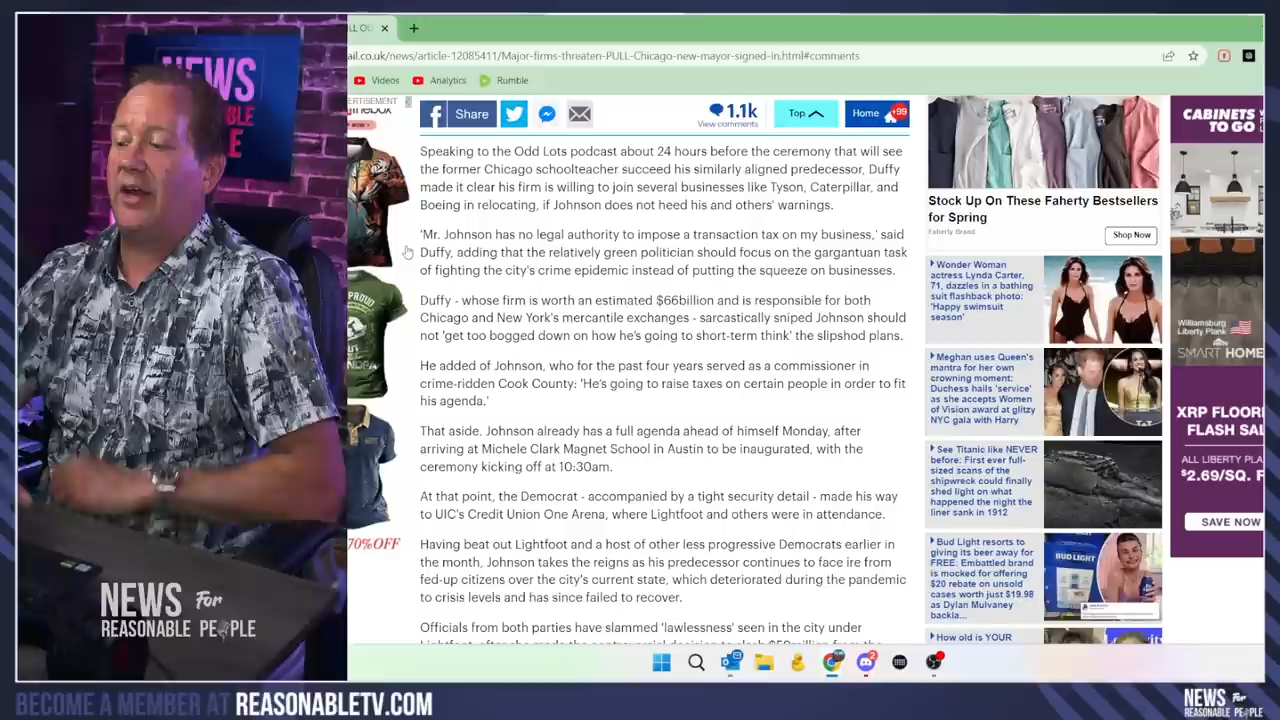 NEWS
LL OU
ail.co.uk/news/article-12085411/Major-firms-threaten-PULL-Chicago-new-mayor-signed-in.html#comments
Videos
Analytics
Rumble
ERTISEMENT
Share
1.1k
View comments
Top
Home
+99
Speaking to the Odd Lots podcast about 24 hours before the ceremony that will see
the former Chicago schoolteacher succeed his similarly aligned predecessor, Duffy
made it clear his firm is willing to join several businesses like Tyson, Caterpillar, and
Boeing in relocating, if Johnson does not heed his and others' warnings.
'Mr. Johnson has no legal authority to impose a transaction tax on my business,' said
Duffy, adding that the relatively green politician should focus on the gargantuan task
of fighting the city's crime epidemic instead of putting the squeeze on businesses.
Duffy - whose firm is worth an estimated $66billion and is responsible for both
Chicago and New York's mercantile exchanges - sarcastically sniped Johnson should
not 'get too bogged down on how he's going to short-term think' the slipshod plans.
He added of Johnson, who for the past four years served as a commissioner in
crime-ridden Cook County: 'He's going to raise taxes on certain people in order to fit
his agenda.'
That aside, Johnson already has a full agenda ahead of himself Monday, after
arriving at Michele Clark Magnet School in Austin to be inaugurated, with the
ceremony kicking off at 10:30am.
At that point, the Democrat - accompanied by a tight security detail - made his way
to UIC's Credit Union One Arena, where Lightfoot and others were in attendance.
Having beat out Lightfoot and a host of other less progressive Democrats earlier in
the month, Johnson takes the reigns as his predecessor continues to face ire from
fed-up citizens over the city's current state, which deteriorated during the pandemic
to crisis levels and has since failed to recover.
Officials from both parties have slammed 'lawlessness' seen in the city under
PROUD
70%OFF
Stock Up On These Faherty Bestsellers
for Spring
Faherty Brand
Shop Now
Wonder Woman
actress Lynda Carter,
71, dazzles in a bathing
suit flashback photo:
'Happy swimsuit
season'
Meghan uses Queen's
mantra for her own
crowning moment:
Duchess hails 'service'
as she accepts Women
of Vision award at glitzy
NYC gala with Harry
See Titanic like NEVER
before: First ever full-
sized scans of the
shipwreck could finally
shed light on what
happened the night the
liner sank in 1912
Bud Light resorts to
giving its beer away for
FREE: Embattled brand
is mocked for offering
$20 rebate on unsold
cases worth just $19.98
as Dylan Mulvaney
backla...
BUD LIGHT
How old is YOUR
CABINETS
TO GO
Williamsburg
Liberty Plank
SMART HOME
XRP FLOORI
FLASH SAL
ALL LIBERTY PLA
$2.69/SQ. F
SAVE NOW
NEWS For
REASONABLE PEOPLE
BECOME A MEMBER AT REASONABLETV.COM
NEWS For
REASONABLE PEOPLE